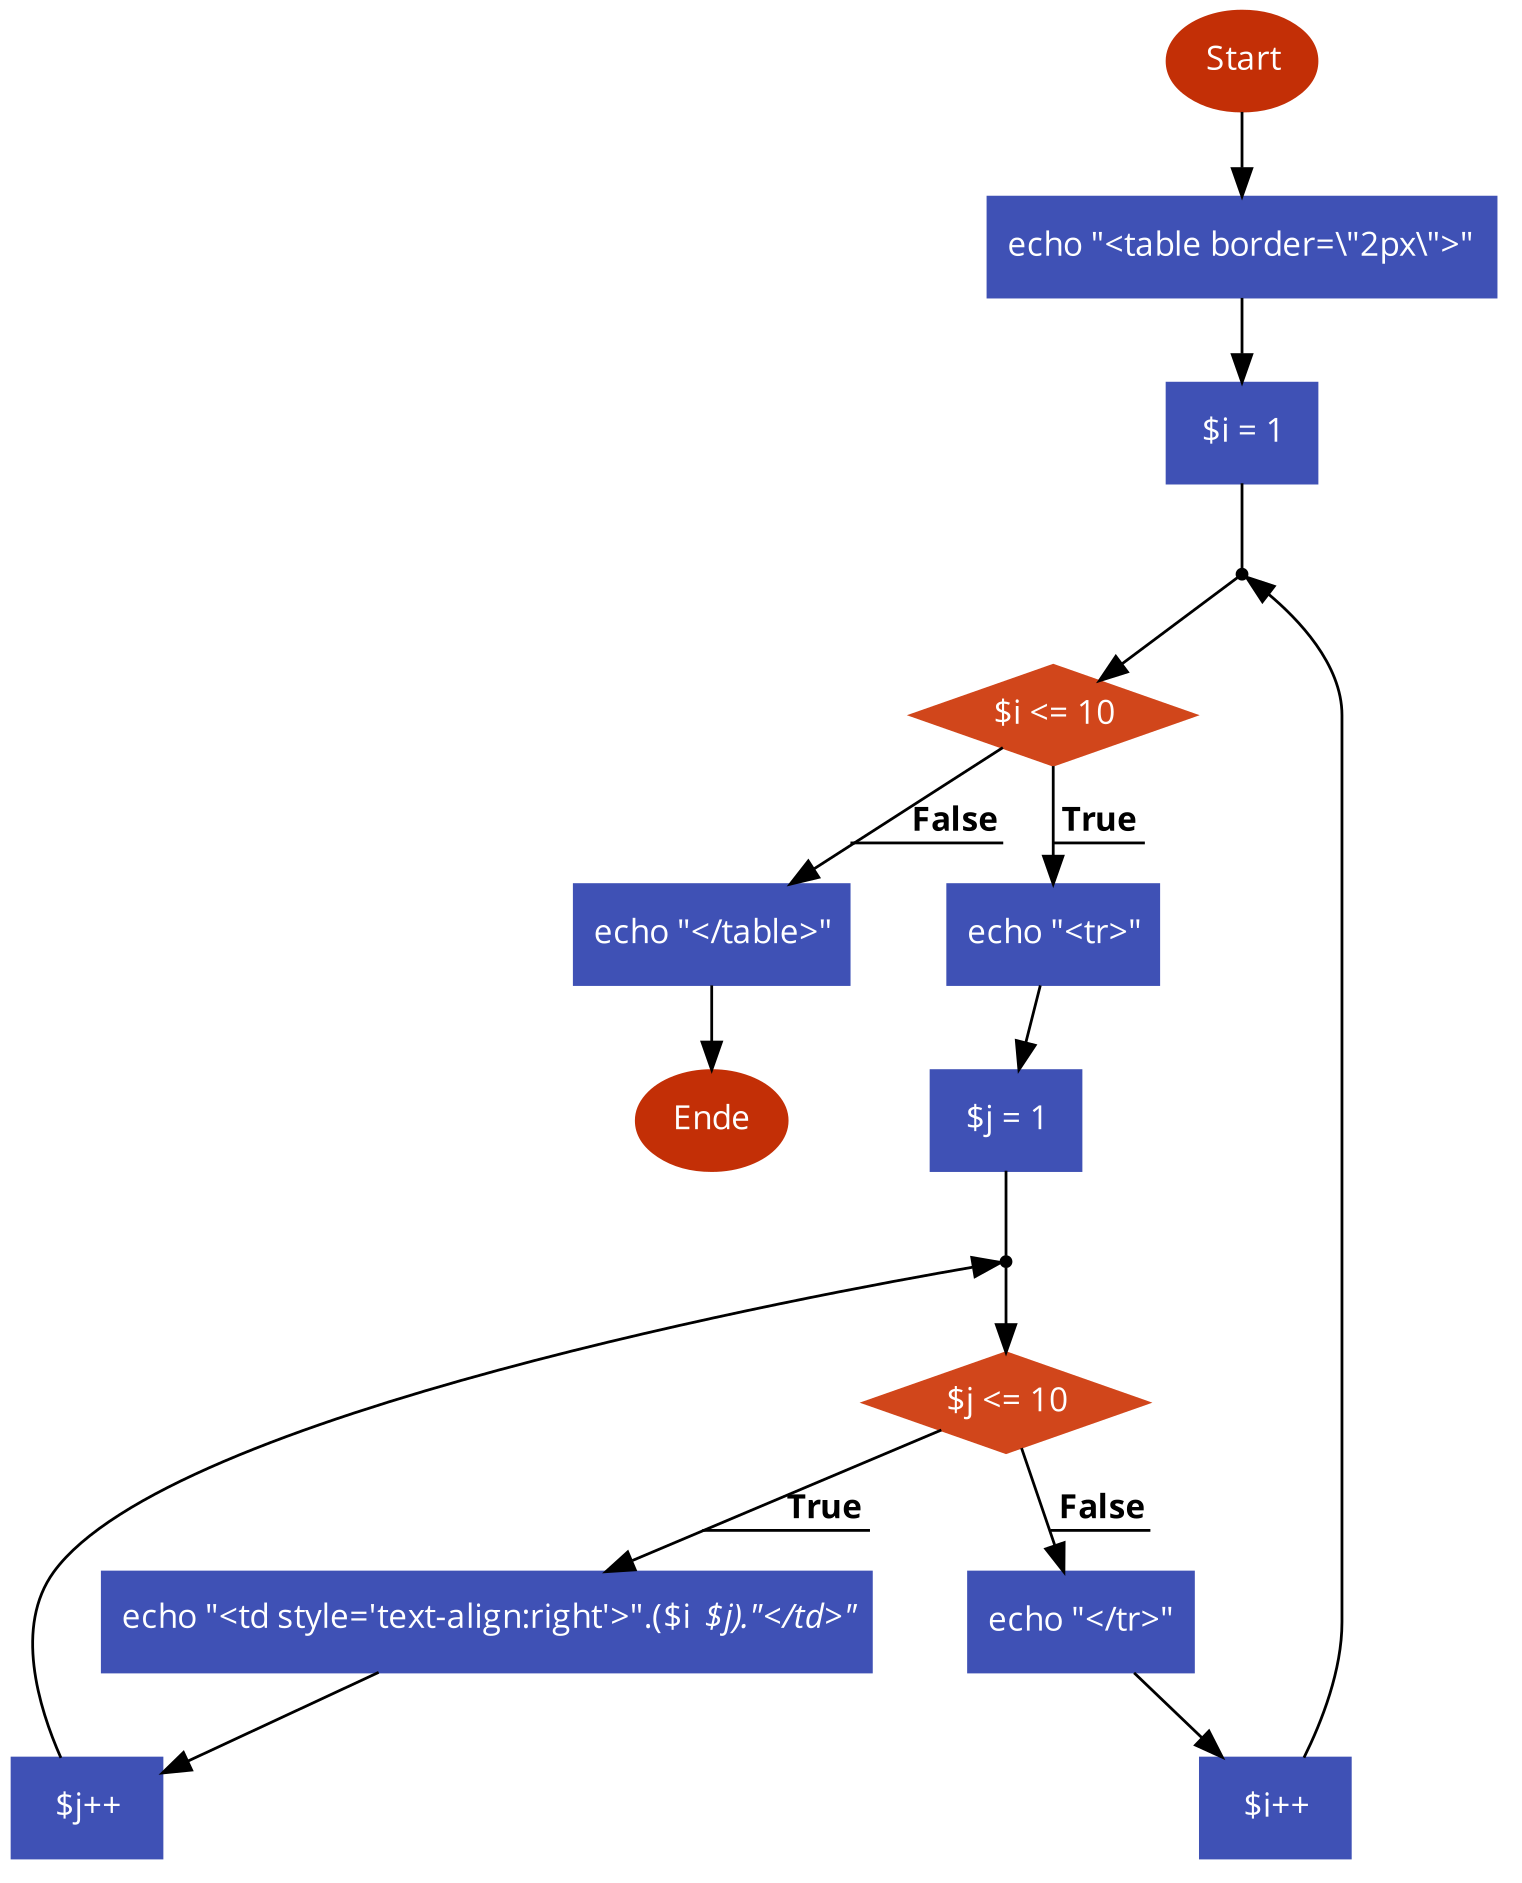 Start
echo "<table border=\"2px\">"
$i = 1
$i <= 10
False
True
echo "</table>"
echo "<tr>"
Ende
$j = 1
$j <= 10
True
False
echo "<td style='text-align:right'>".($i $j)."</td>"
echo "</tr>"
$j++
$i++